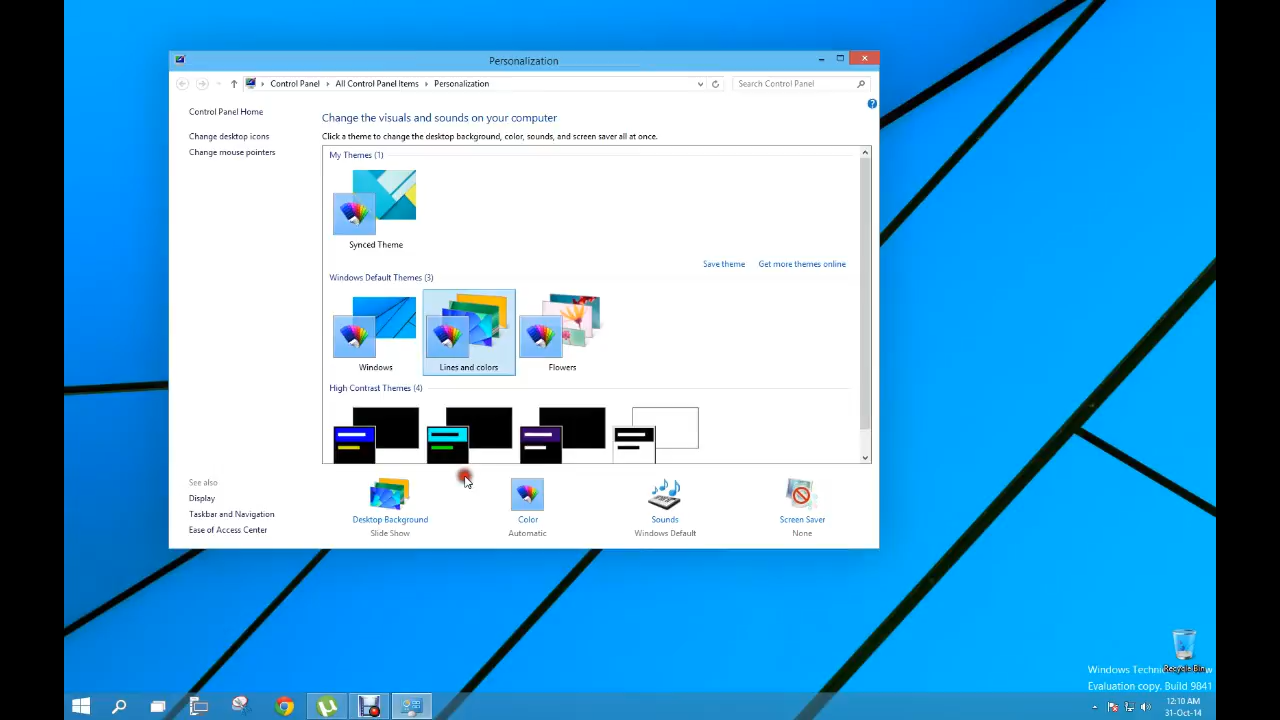 Personalization
Control Panel
All Control Panel Items
Personalization
Search Control Panel
Control Panel Home
Change desktop icons
Change mouse pointers
Change the visuals and sounds on your computer
Click a theme to change the desktop background, color, sounds, and screen saver all at once.
My Themes (1)
Synced Theme
Save theme
Get more themes online
Windows Default Themes (3)
Windows
Lines and colors
Flowers
High Contrast Themes (4)
See also
Display
Taskbar and Navigation
Ease of Access Center
Desktop Background
Slide Show
Color
Automatic
Sounds
Windows Default
Screen Saver
None
Recycle Bin
Windows
Evaluation copy. Build 9841
12:10 AM
31-Oct-14